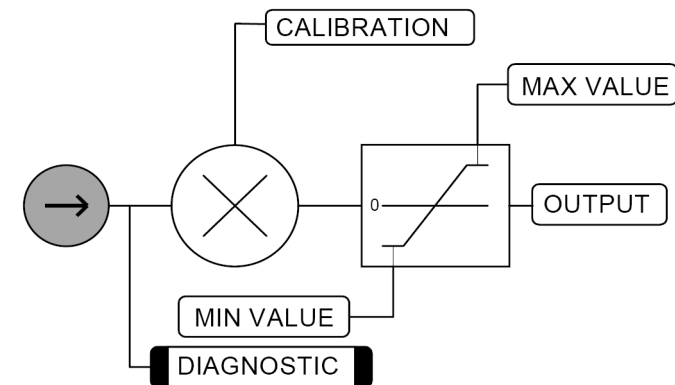 CALIBRATION
MAX VALUE
0
OUTPUT
MIN VALUE
DIAGNOSTIC